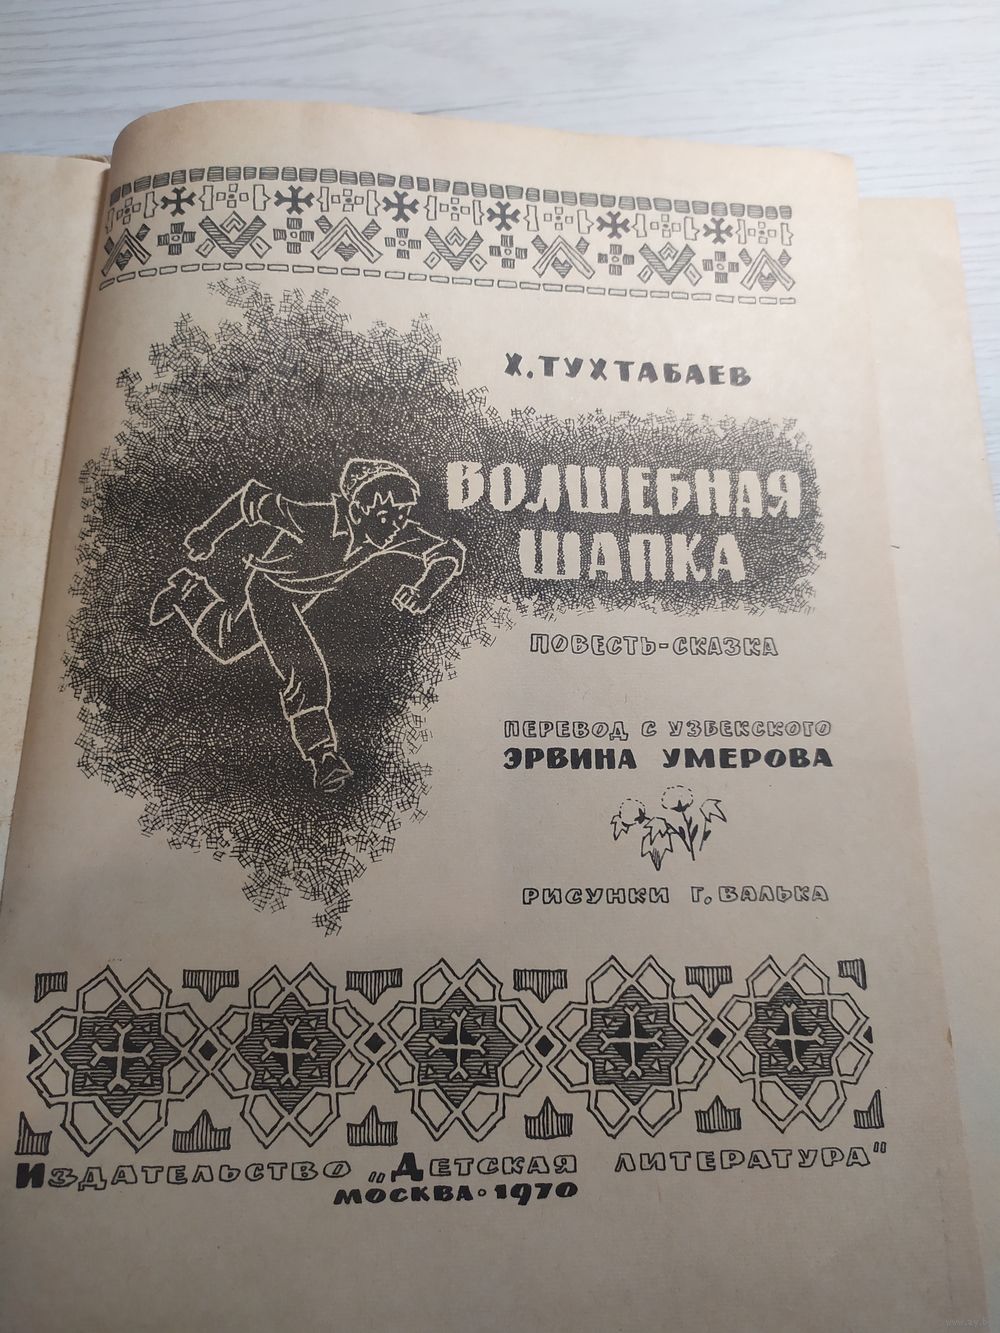 Х. ТУХТАБАЕВ
ВОЛШЕБНАЯ
ШАПКА
ПОВЕСТЬ-СКАЗКА
ПЕРЕВОД С УЗБЕКСКОГО
ЭРВИНА УМЕРОВА
РИСУНКИ Г. ВАЛЬКА
ИЗДАТЕЛЬСТВО „ДЕТСКАЯ ЛИТЕРАТУРА"
МОСКВА • 1970